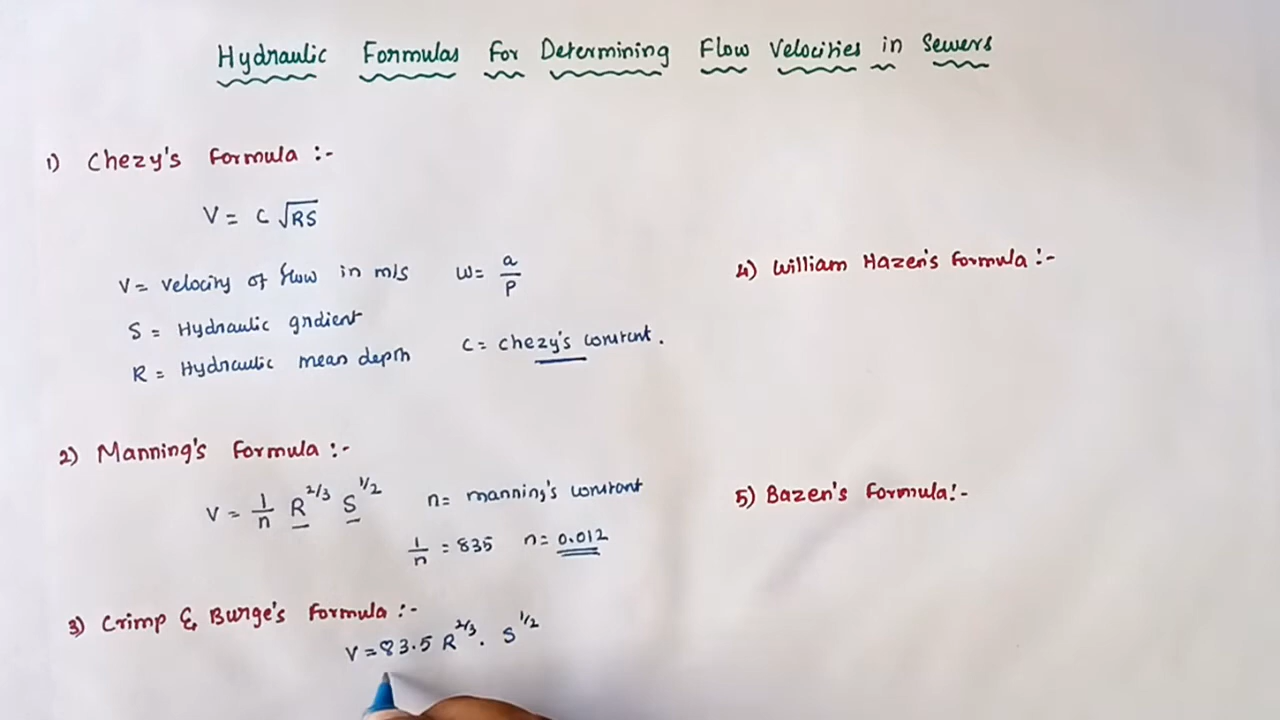 Hydraulic Formulas For Determining Flow Velocities in Sewers
1) Chezy's Formula :-
V = C √RS
V = velocity of flow in m/s
S = Hydraulic grdient
R = Hydraulic mean depth
W = a/P
C = Chezy's constant.
2) Manning's Formula :-
V = 1/n R^2/3 S^1/2
n = manning's constant
1/n = 835 n = 0.012
3) Crimp & Burge's Formula :-
V = 83.5 R^2/3 . S^1/2
4) William Hazen's Formula :-
5) Bazen's Formula :-